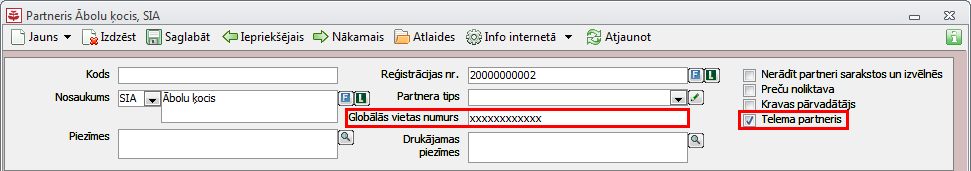 Partneris Ābolu ķocis, SIA
Jauns Izdzēst Saglabāt Iepriekšējais Nākamais Atlaides Info internetā Atjaunot
Kods Reģistrācijas nr. 20000000002 F L Nerādīt partneri sarakstos un izvēlnēs
Nosaukums SIA Ābolu ķocis F L Partnera tips Preču noliktava
Kravas pārvadātājs
Globālās vietas numurs xxxxxxxxxxxx Telema partneris
Piezīmes Drukājamas
piezīmes